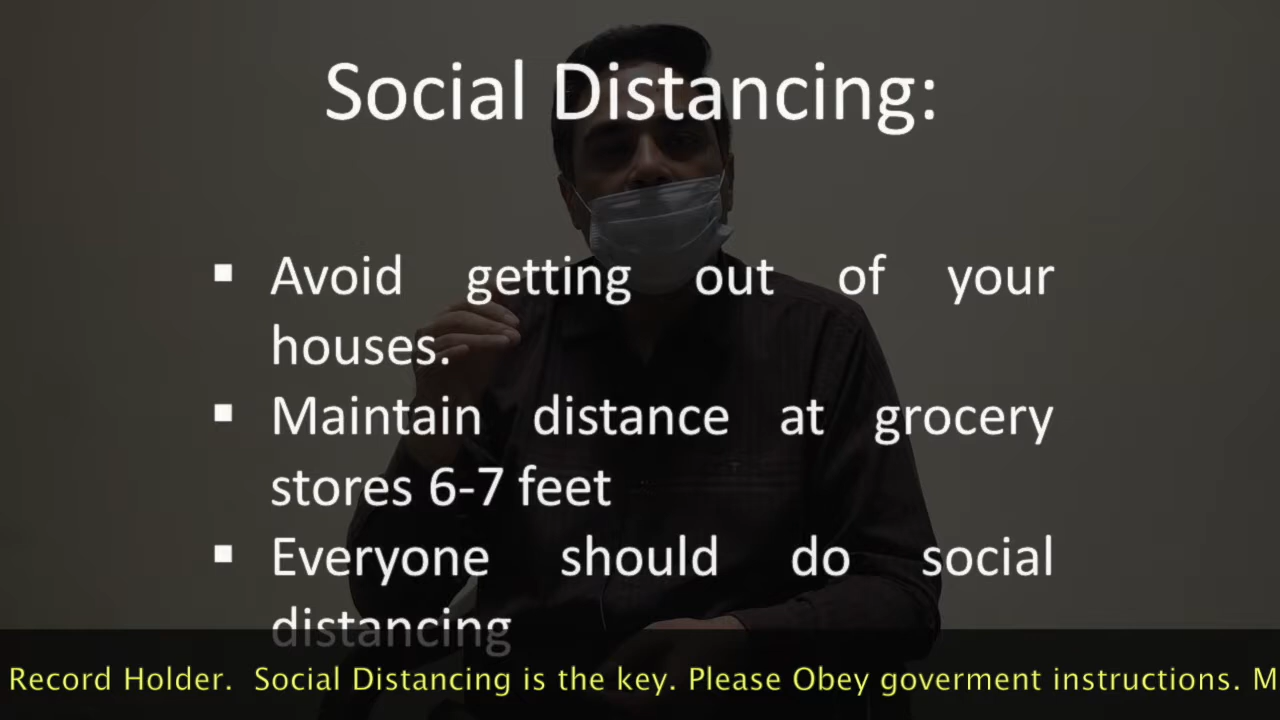 Social Distancing:
▪ Avoid getting out of your
houses.
▪ Maintain distance at grocery
stores 6-7 feet
▪ Everyone should do social
distancing
Record Holder. Social Distancing is the key. Please Obey goverment instructions. M